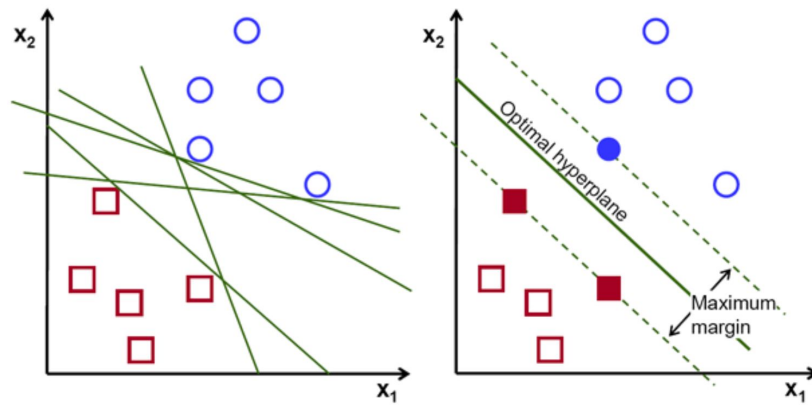 x₂
x₁
x₂
Optimal hyperplane
Maximum
margin
x₁